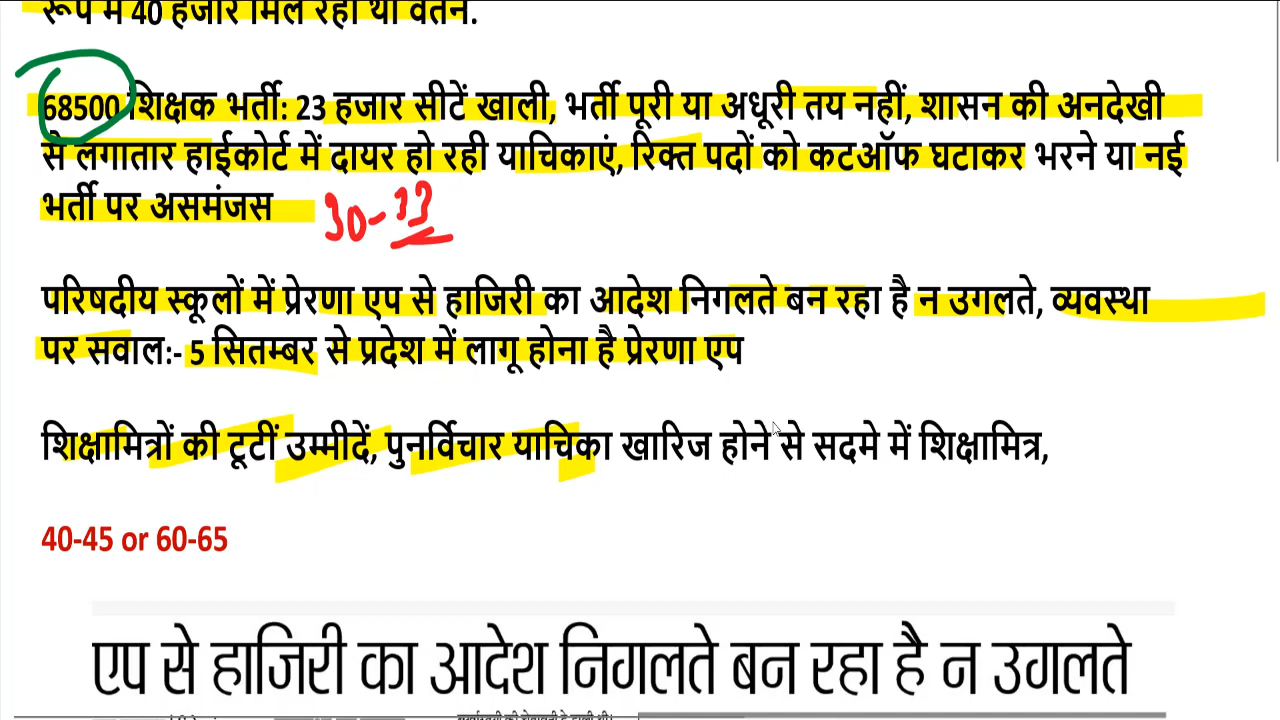 रूप में 40 हजार मिल रहा था वेतन.
68500 शिक्षक भर्ती: 23 हजार सीटें खाली, भर्ती पूरी या अधूरी तय नहीं, शासन की अनदेखी
से लगातार हाईकोर्ट में दायर हो रही याचिकाएं, रिक्त पदों को कटऑफ घटाकर भरने या नई
भर्ती पर असमंजस
30-33
परिषदीय स्कूलों में प्रेरणा एप से हाजिरी का आदेश निगलते बन रहा है न उगलते, व्यवस्था
पर सवाल:- 5 सितम्बर से प्रदेश में लागू होना है प्रेरणा एप
शिक्षामित्रों की टूटीं उम्मीदें, पुनर्विचार याचिका खारिज होने से सदमे में शिक्षामित्र,
40-45 or 60-65
एप से हाजिरी का आदेश निगलते बन रहा है न उगलते